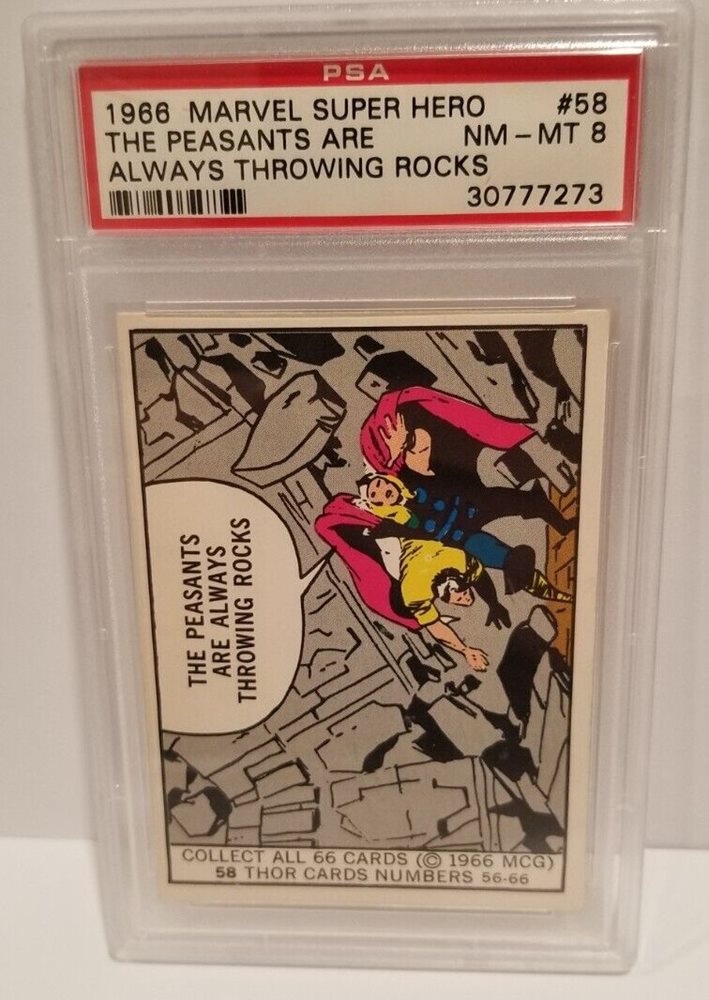 PSA
1966 MARVEL SUPER HERO #58
THE PEASANTS ARE NM - MT 8
ALWAYS THROWING ROCKS
30777273
THE PEASANTS
ARE ALWAYS
THROWING ROCKS
COLLECT ALL 66 CARDS (© 1966 MCG)
58 THOR CARDS NUMBERS 56-66